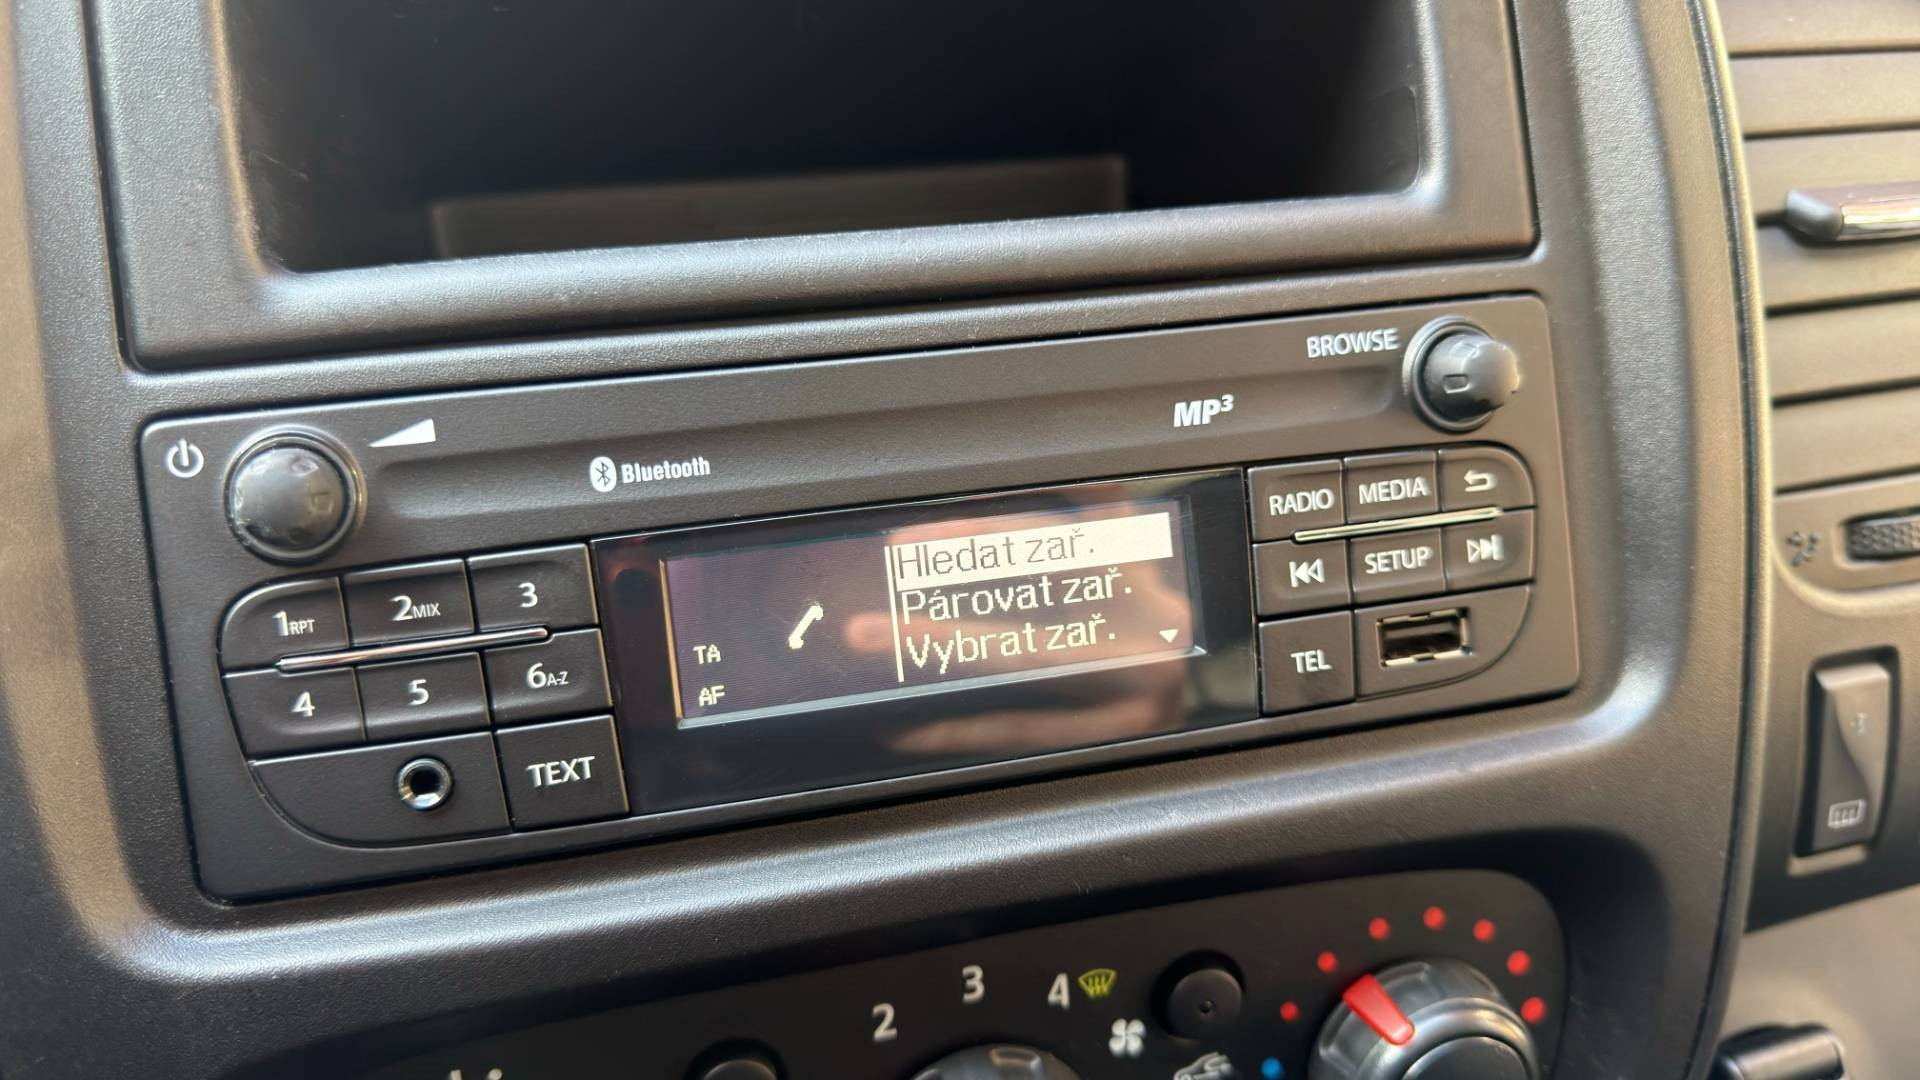 BROWSE
MP3
Bluetooth
RADIO
MEDIA
SETUP
TEL
1RPT
2MIX
3
4
5
6A-Z
TEXT
TA
AF
Hledat zař.
Párovat zař.
Vybrat zař.
2
3
4